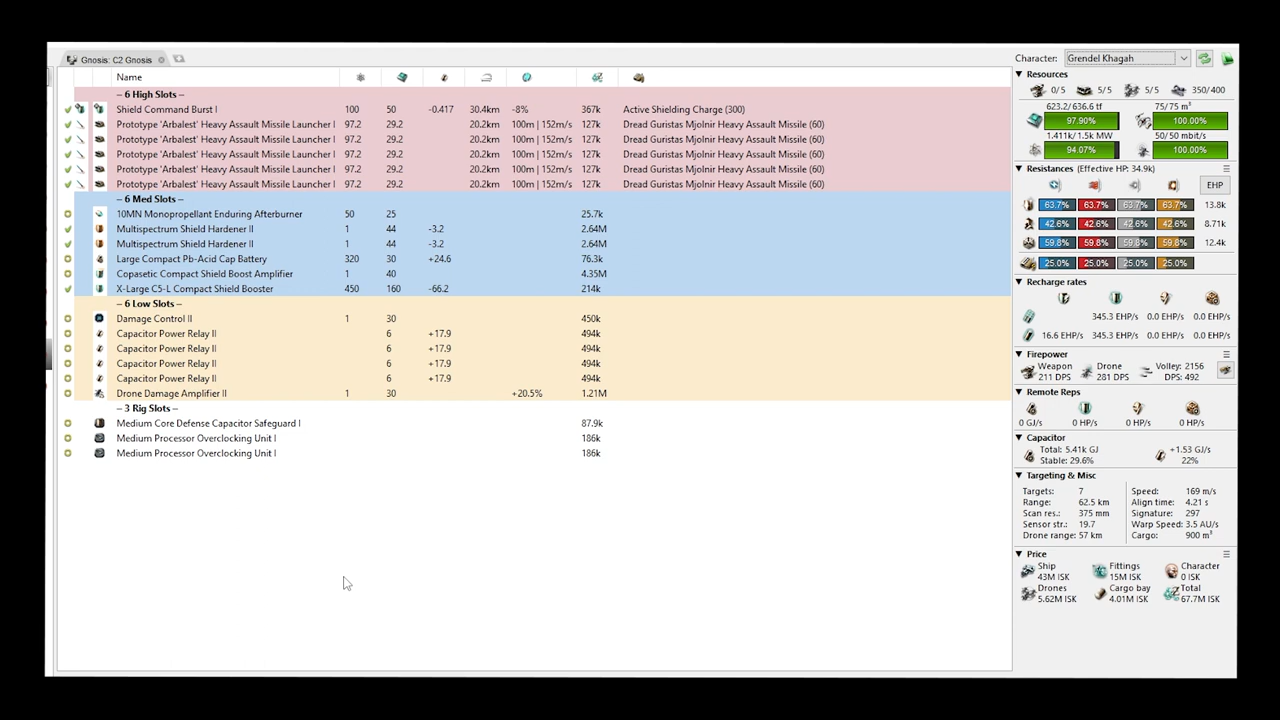 Gnosis: C2 Gnosis
Character: Grendel Khagah
Name
-- 6 High Slots --
Shield Command Burst I 100 50 -0.417 30.4km -8% 367k Active Shielding Charge (300)
Prototype 'Arbalest' Heavy Assault Missile Launcher I 97.2 29.2 20.2km 100m | 152m/s 127k Dread Guristas Mjolnir Heavy Assault Missile (60)
Prototype 'Arbalest' Heavy Assault Missile Launcher I 97.2 29.2 20.2km 100m | 152m/s 127k Dread Guristas Mjolnir Heavy Assault Missile (60)
Prototype 'Arbalest' Heavy Assault Missile Launcher I 97.2 29.2 20.2km 100m | 152m/s 127k Dread Guristas Mjolnir Heavy Assault Missile (60)
Prototype 'Arbalest' Heavy Assault Missile Launcher I 97.2 29.2 20.2km 100m | 152m/s 127k Dread Guristas Mjolnir Heavy Assault Missile (60)
Prototype 'Arbalest' Heavy Assault Missile Launcher I 97.2 29.2 20.2km 100m | 152m/s 127k Dread Guristas Mjolnir Heavy Assault Missile (60)
-- 6 Med Slots --
10MN Monopropellant Enduring Afterburner 50 25 25.7k
Multispectrum Shield Hardener II 1 44 -3.2 2.64M
Multispectrum Shield Hardener II 1 44 -3.2 2.64M
Large Compact Pb-Acid Cap Battery 320 30 +24.6 76.3k
Copasetic Compact Shield Boost Amplifier 1 40 4.35M
X-Large C5-L Compact Shield Booster 450 160 -66.2 214k
-- 6 Low Slots --
Damage Control II 1 30 450k
Capacitor Power Relay II 6 +17.9 494k
Capacitor Power Relay II 6 +17.9 494k
Capacitor Power Relay II 6 +17.9 494k
Capacitor Power Relay II 6 +17.9 494k
Drone Damage Amplifier II 1 30 +20.5% 1.21M
-- 3 Rig Slots --
Medium Core Defense Capacitor Safeguard I 87.9k
Medium Processor Overclocking Unit I 186k
Medium Processor Overclocking Unit I 186k
Resources
0/5 5/5 5/5 350/400
623.2/636.6 tf 75/75 m³
97.90% 100.00%
1.411k/1.5k MW 50/50 mbit/s
94.07% 100.00%
Resistances (Effective HP: 34.9k)
EHP
63.7% 63.7% 63.7% 63.7% 13.8k
42.6% 42.6% 42.6% 42.6% 8.71k
59.8% 59.8% 59.8% 59.8% 12.4k
25.0% 25.0% 25.0% 25.0%
Recharge rates
345.3 EHP/s 0.0 EHP/s 0.0 EHP/s
16.6 EHP/s 345.3 EHP/s 0.0 EHP/s 0.0 EHP/s
Firepower
Weapon Drone Volley: 2156
211 DPS 281 DPS DPS: 492
Remote Reps
0 GJ/s 0 HP/s 0 HP/s 0 HP/s
Capacitor
Total: 5.41k GJ +1.53 GJ/s
Stable: 29.6% 22%
Targeting & Misc
Targets: 7 Speed: 169 m/s
Range: 62.5 km Align time: 4.21 s
Scan res.: 375 mm Signature: 297
Sensor str.: 19.7 Warp Speed: 3.5 AU/s
Drone range: 57 km Cargo: 900 m³
Price
Ship Fittings Character
43M ISK 15M ISK 0 ISK
Drones Cargo bay Total
5.62M ISK 4.01M ISK 67.7M ISK